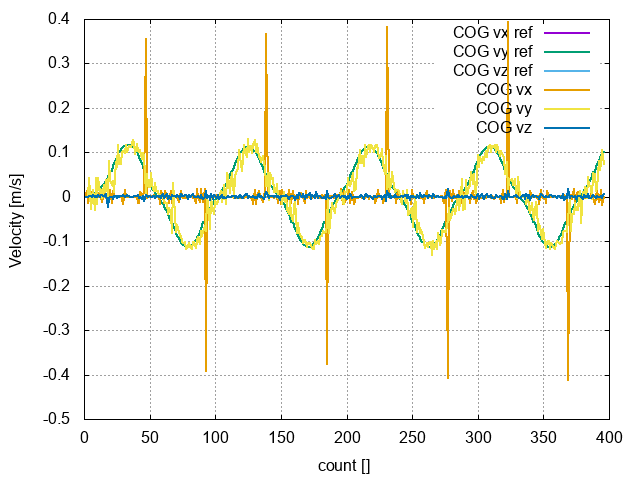 0.4
0.3
0.2
0.1
0
-0.1
-0.2
-0.3
-0.4
-0.5
Velocity [m/s]
0 50 100 150 200 250 300 350 400
count []
COG vx ref
COG vy ref
COG vz ref
COG vx
COG vy
COG vz